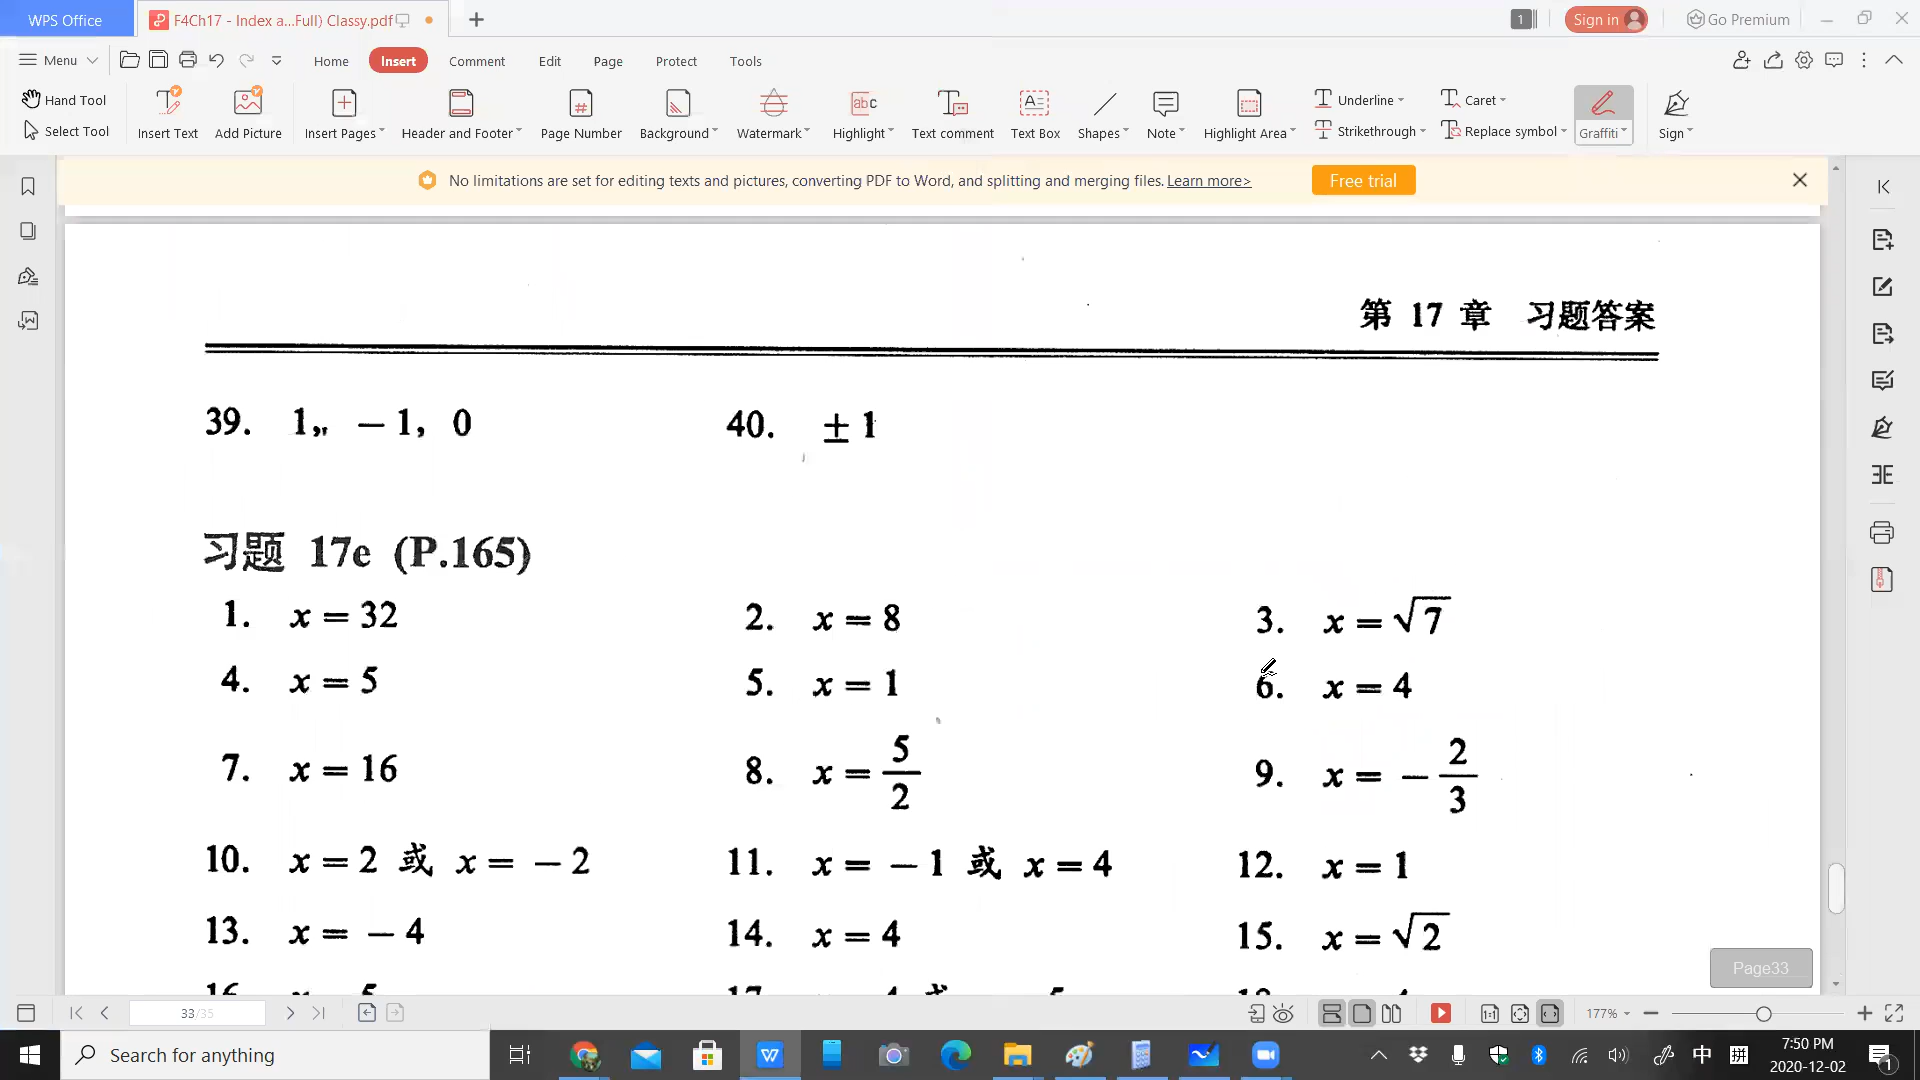 WPS Office
F4Ch17 - Index a...Full) Classy.pdf
1
Sign in
Go Premium
Menu
Home
Insert
Comment
Edit
Page
Protect
Tools
Hand Tool
Select Tool
Insert Text
Add Picture
Insert Pages
Header and Footer
Page Number
Background
Watermark
Highlight
Text comment
Text Box
Shapes
Note
Highlight Area
Underline
Strikethrough
Caret
Replace symbol
Graffiti
Sign
No limitations are set for editing texts and pictures, converting PDF to Word, and splitting and merging files. Learn more>
Free trial
第 17 章 习题答案
39. 1, -1, 0
40. ±1
习题 17e (P.165)
1. x = 32
2. x = 8
3. x = √7
4. x = 5
5. x = 1
6. x = 4
7. x = 16
8. x = 5/2
9. x = - 2/3
10. x = 2 或 x = -2
11. x = -1 或 x = 4
12. x = 1
13. x = -4
14. x = 4
15. x = √2
Page33
33/35
177%
Search for anything
中
拼
7:50 PM
2020-12-02
1